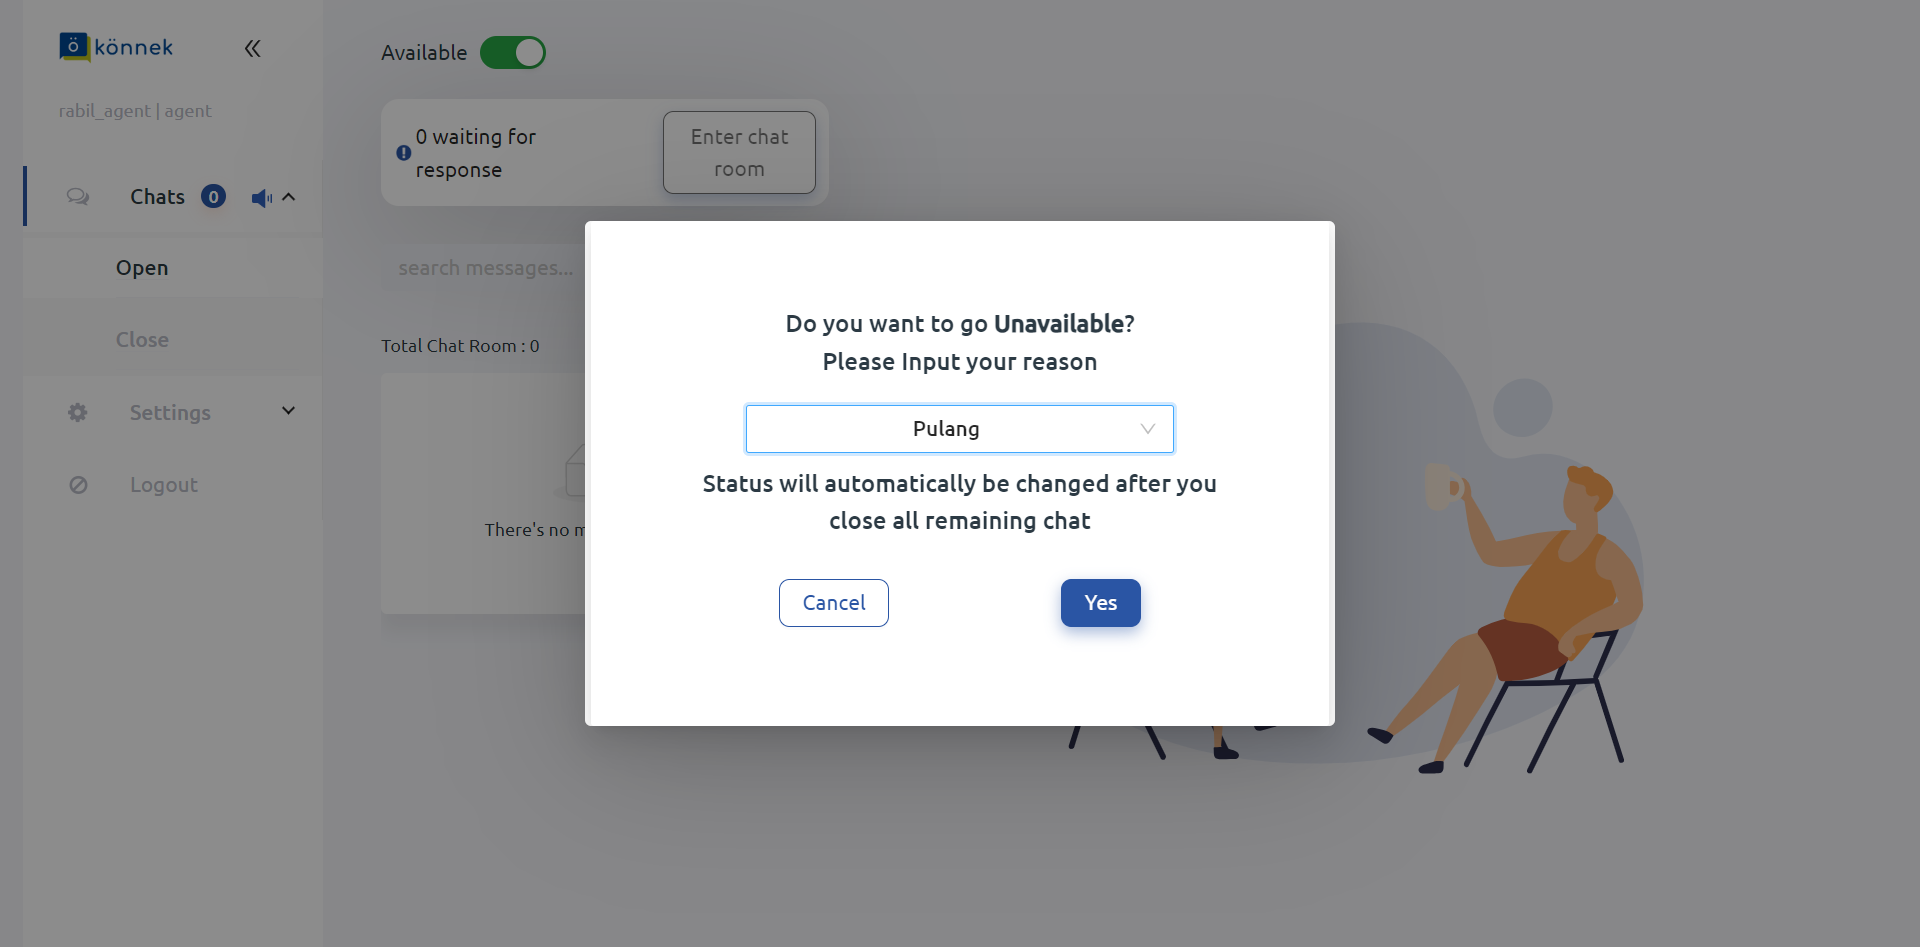 könnek
Available
rabil_agent | agent
0 waiting for
response
Enter chat
room
Chats 0
Open
search messages...
Close
Total Chat Room : 0
Settings
Logout
There's no
Do you want to go Unavailable?
Please Input your reason
Pulang
Status will automatically be changed after you
close all remaining chat
Cancel
Yes